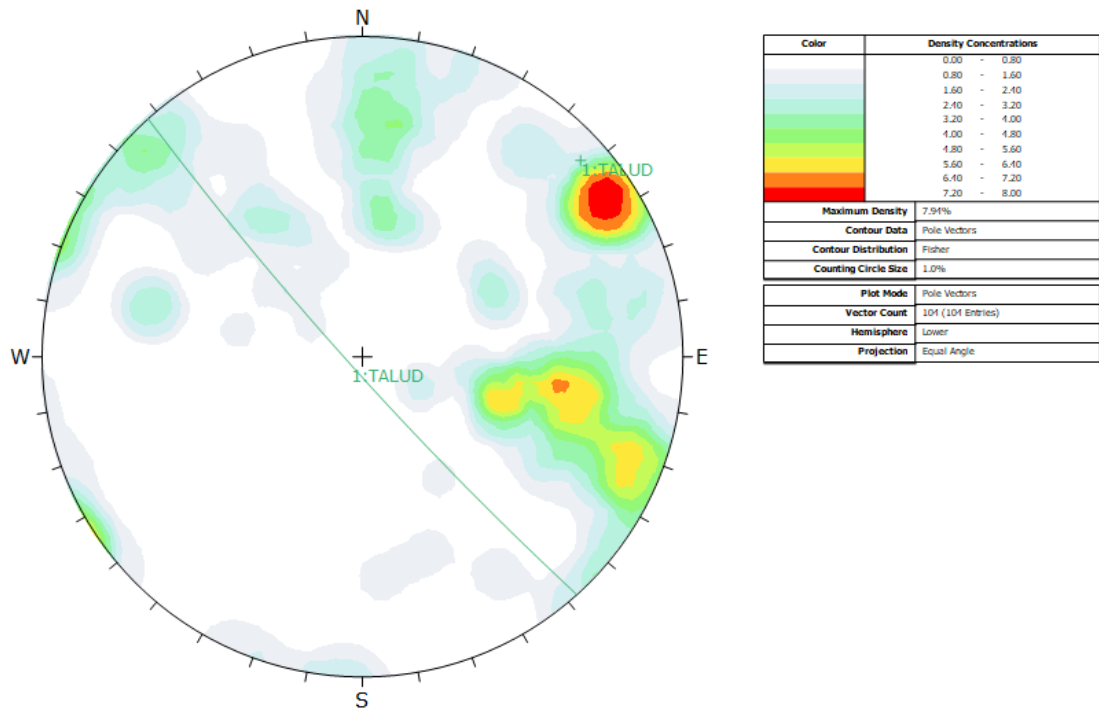 N
W
E
S
1:TALUD
1:TALUD
Color Density Concentrations
0.00 - 0.80
0.80 - 1.60
1.60 - 2.40
2.40 - 3.20
3.20 - 4.00
4.00 - 4.80
4.80 - 5.60
5.60 - 6.40
6.40 - 7.20
7.20 - 8.00
Maximum Density 7.94%
Contour Data Pole Vectors
Contour Distribution Fisher
Counting Circle Size 1.0%
Plot Mode Pole Vectors
Vector Count 104 (104 Entries)
Hemisphere Lower
Projection Equal Angle